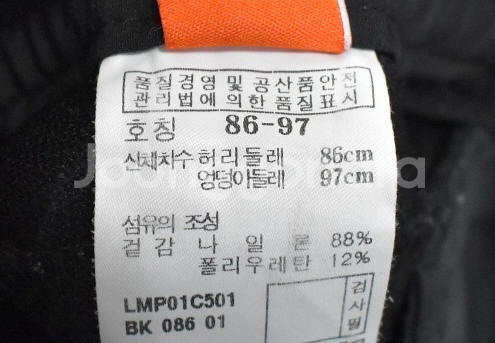 품질경영 및 공산품안전
관리법에 의한 품질표시
호칭 86-97
신체치수 허리둘레 86cm
엉덩이둘레 97cm
섬유의 조성
겉감 나일론 88%
폴리우레탄 12%
LMP01C501
BK 086 01
검사필